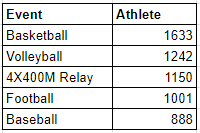 Event Athlete
Basketball 1633
Volleyball 1242
4X400M Relay 1150
Football 1001
Baseball 888